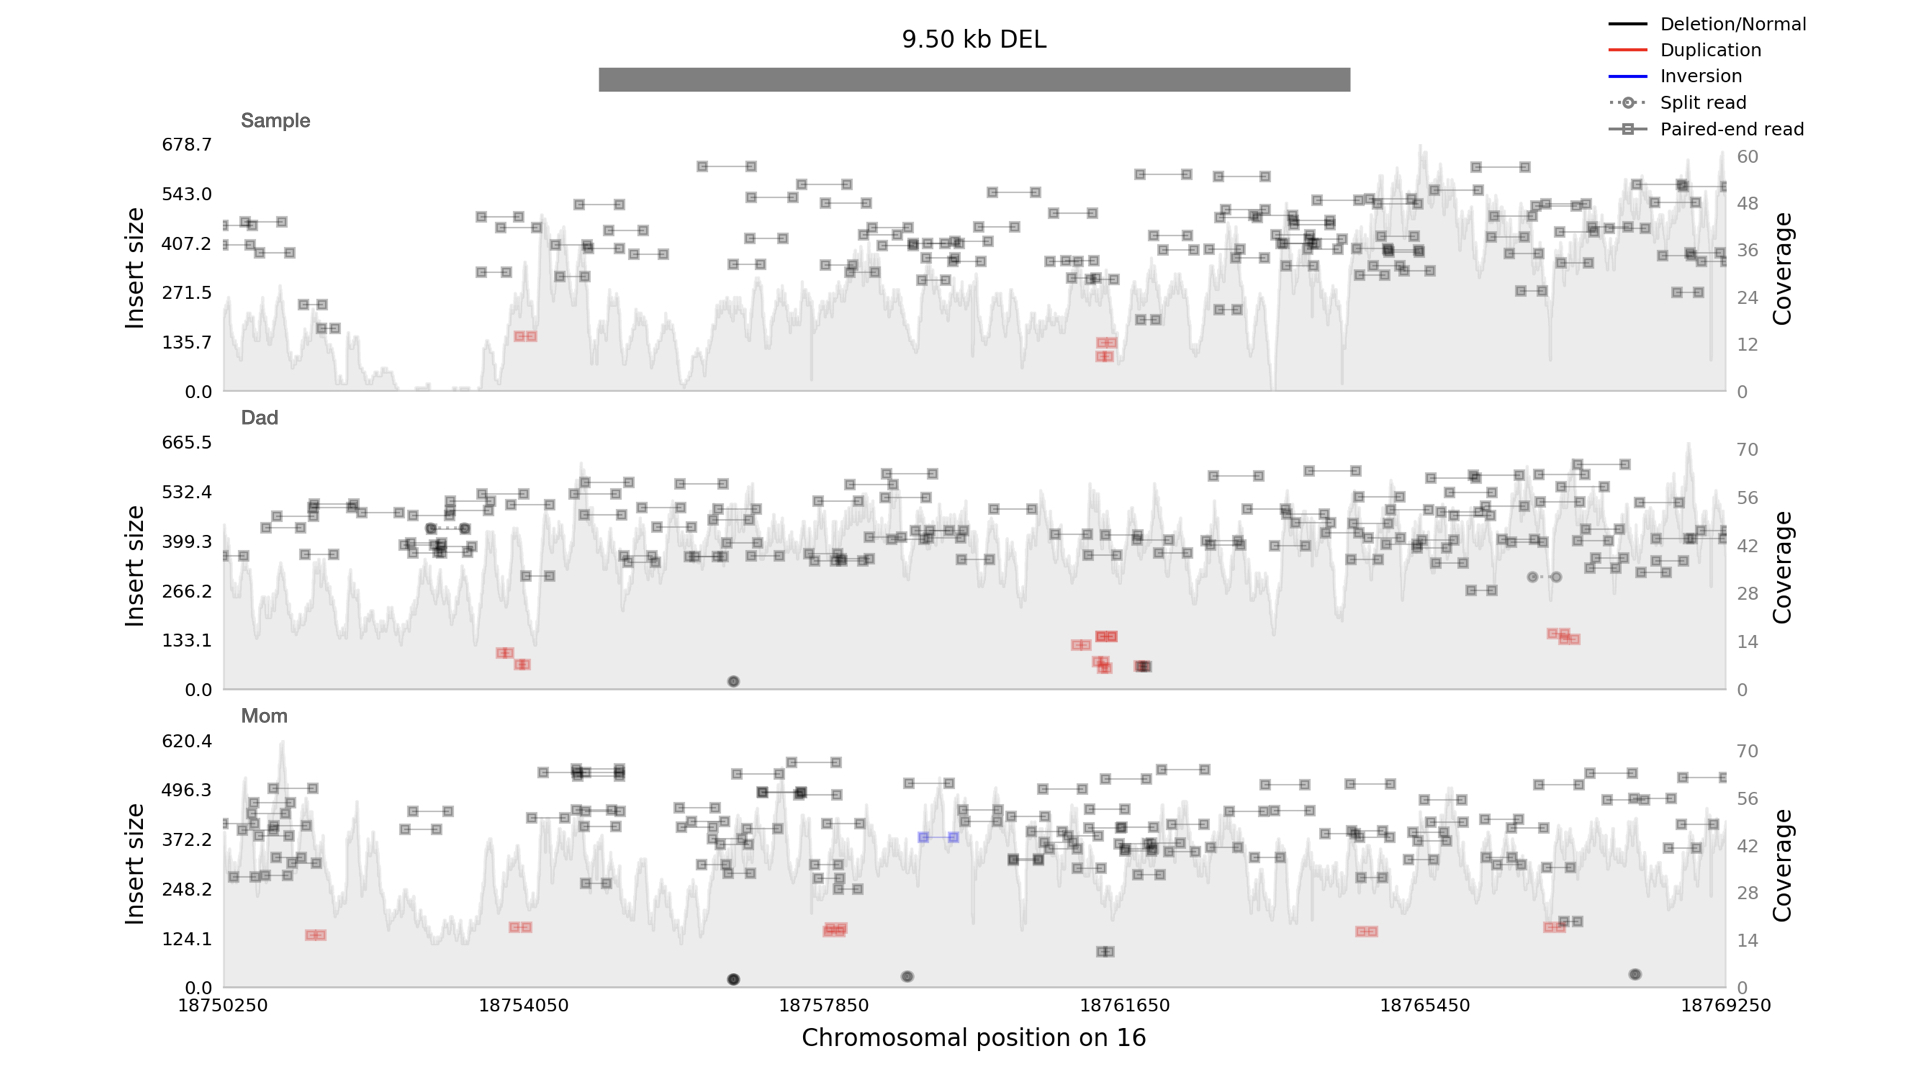 9.50 kb DEL
Deletion/Normal
Duplication
Inversion
Split read
Paired-end read
Sample
678.7
543.0
407.2
271.5
135.7
0.0
Insert size
60
48
36
24
12
0
Coverage
Dad
665.5
532.4
399.3
266.2
133.1
0.0
Insert size
70
56
42
28
14
0
Coverage
Mom
620.4
496.3
372.2
248.2
124.1
0.0
Insert size
70
56
42
28
14
0
Coverage
18750250 18754050 18757850 18761650 18765450 18769250
Chromosomal position on 16